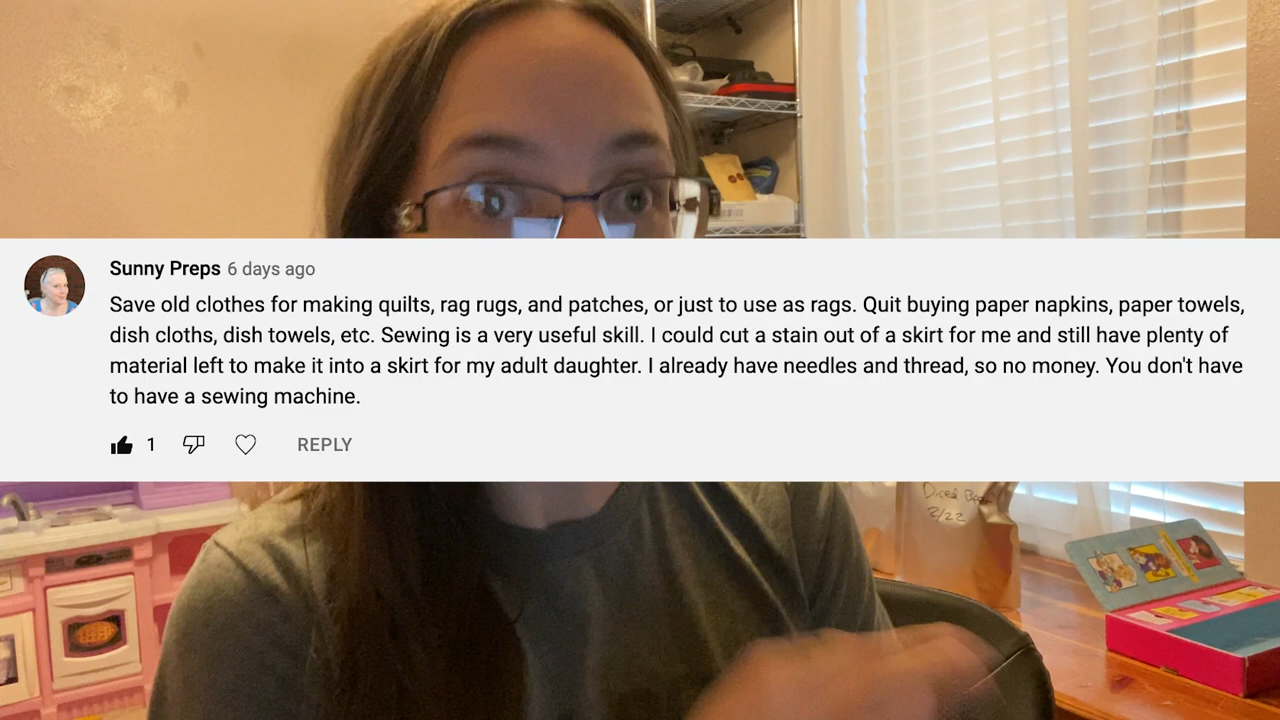 Sunny Preps 6 days ago
Save old clothes for making quilts, rag rugs, and patches, or just to use as rags. Quit buying paper napkins, paper towels,
dish cloths, dish towels, etc. Sewing is a very useful skill. I could cut a stain out of a skirt for me and still have plenty of
material left to make it into a skirt for my adult daughter. I already have needles and thread, so no money. You don't have
to have a sewing machine.
1 REPLY
Diced
2/22